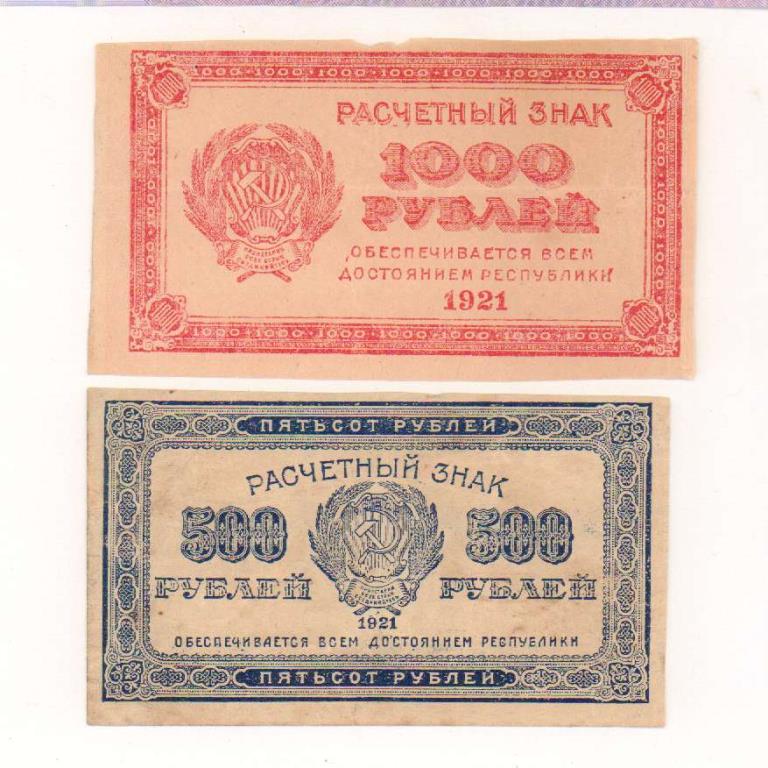 1000 1000 1000 1000 1000 1000 1000
РАСЧЕТНЫЙ ЗНАК
1000
РУБЛЕЙ
ОБЕСПЕЧИВАЕТСЯ ВСЕМ
ДОСТОЯНИЕМ РЕСПУБЛИКИ
1921
1000 1000 1000 1000 1000 1000 1000
ПЯТЬСОТ РУБЛЕЙ
РАСЧЕТНЫЙ ЗНАК
500 500
РУБЛЕЙ РУБЛЕЙ
1921
ОБЕСПЕЧИВАЕТСЯ ВСЕМ ДОСТОЯНИЕМ РЕСПУБЛИКИ
ПЯТЬСОТ РУБЛЕЙ